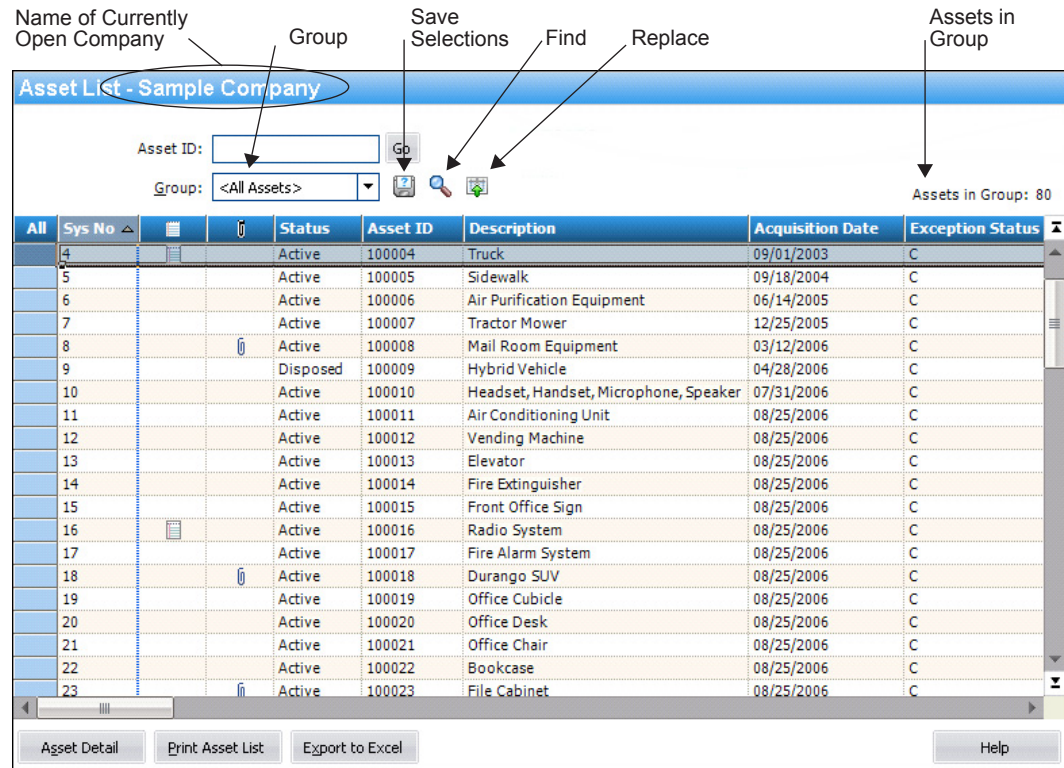 Name of Currently
Open Company
Group
Save
Selections
Find
Replace
Assets in
Group
Asset List - Sample Company
Asset ID: Go
Group: <All Assets>
Assets in Group: 80
All Sys No Status Asset ID Description Acquisition Date Exception Status
4 Active 100004 Truck 09/01/2003 C
5 Active 100005 Sidewalk 09/18/2004 C
6 Active 100006 Air Purification Equipment 06/14/2005 C
7 Active 100007 Tractor Mower 12/25/2005 C
8 Active 100008 Mail Room Equipment 03/12/2006 C
9 Disposed 100009 Hybrid Vehicle 04/28/2006 C
10 Active 100010 Headset, Handset, Microphone, Speaker 07/31/2006 C
11 Active 100011 Air Conditioning Unit 08/25/2006 C
12 Active 100012 Vending Machine 08/25/2006 C
13 Active 100013 Elevator 08/25/2006 C
14 Active 100014 Fire Extinguisher 08/25/2006 C
15 Active 100015 Front Office Sign 08/25/2006 C
16 Active 100016 Radio System 08/25/2006 C
17 Active 100017 Fire Alarm System 08/25/2006 C
18 Active 100018 Durango SUV 08/25/2006 C
19 Active 100019 Office Cubicle 08/25/2006 C
20 Active 100020 Office Desk 08/25/2006 C
21 Active 100021 Office Chair 08/25/2006 C
22 Active 100022 Bookcase 08/25/2006 C
23 Active 100023 File Cabinet 08/25/2006 C
Asset Detail Print Asset List Export to Excel Help